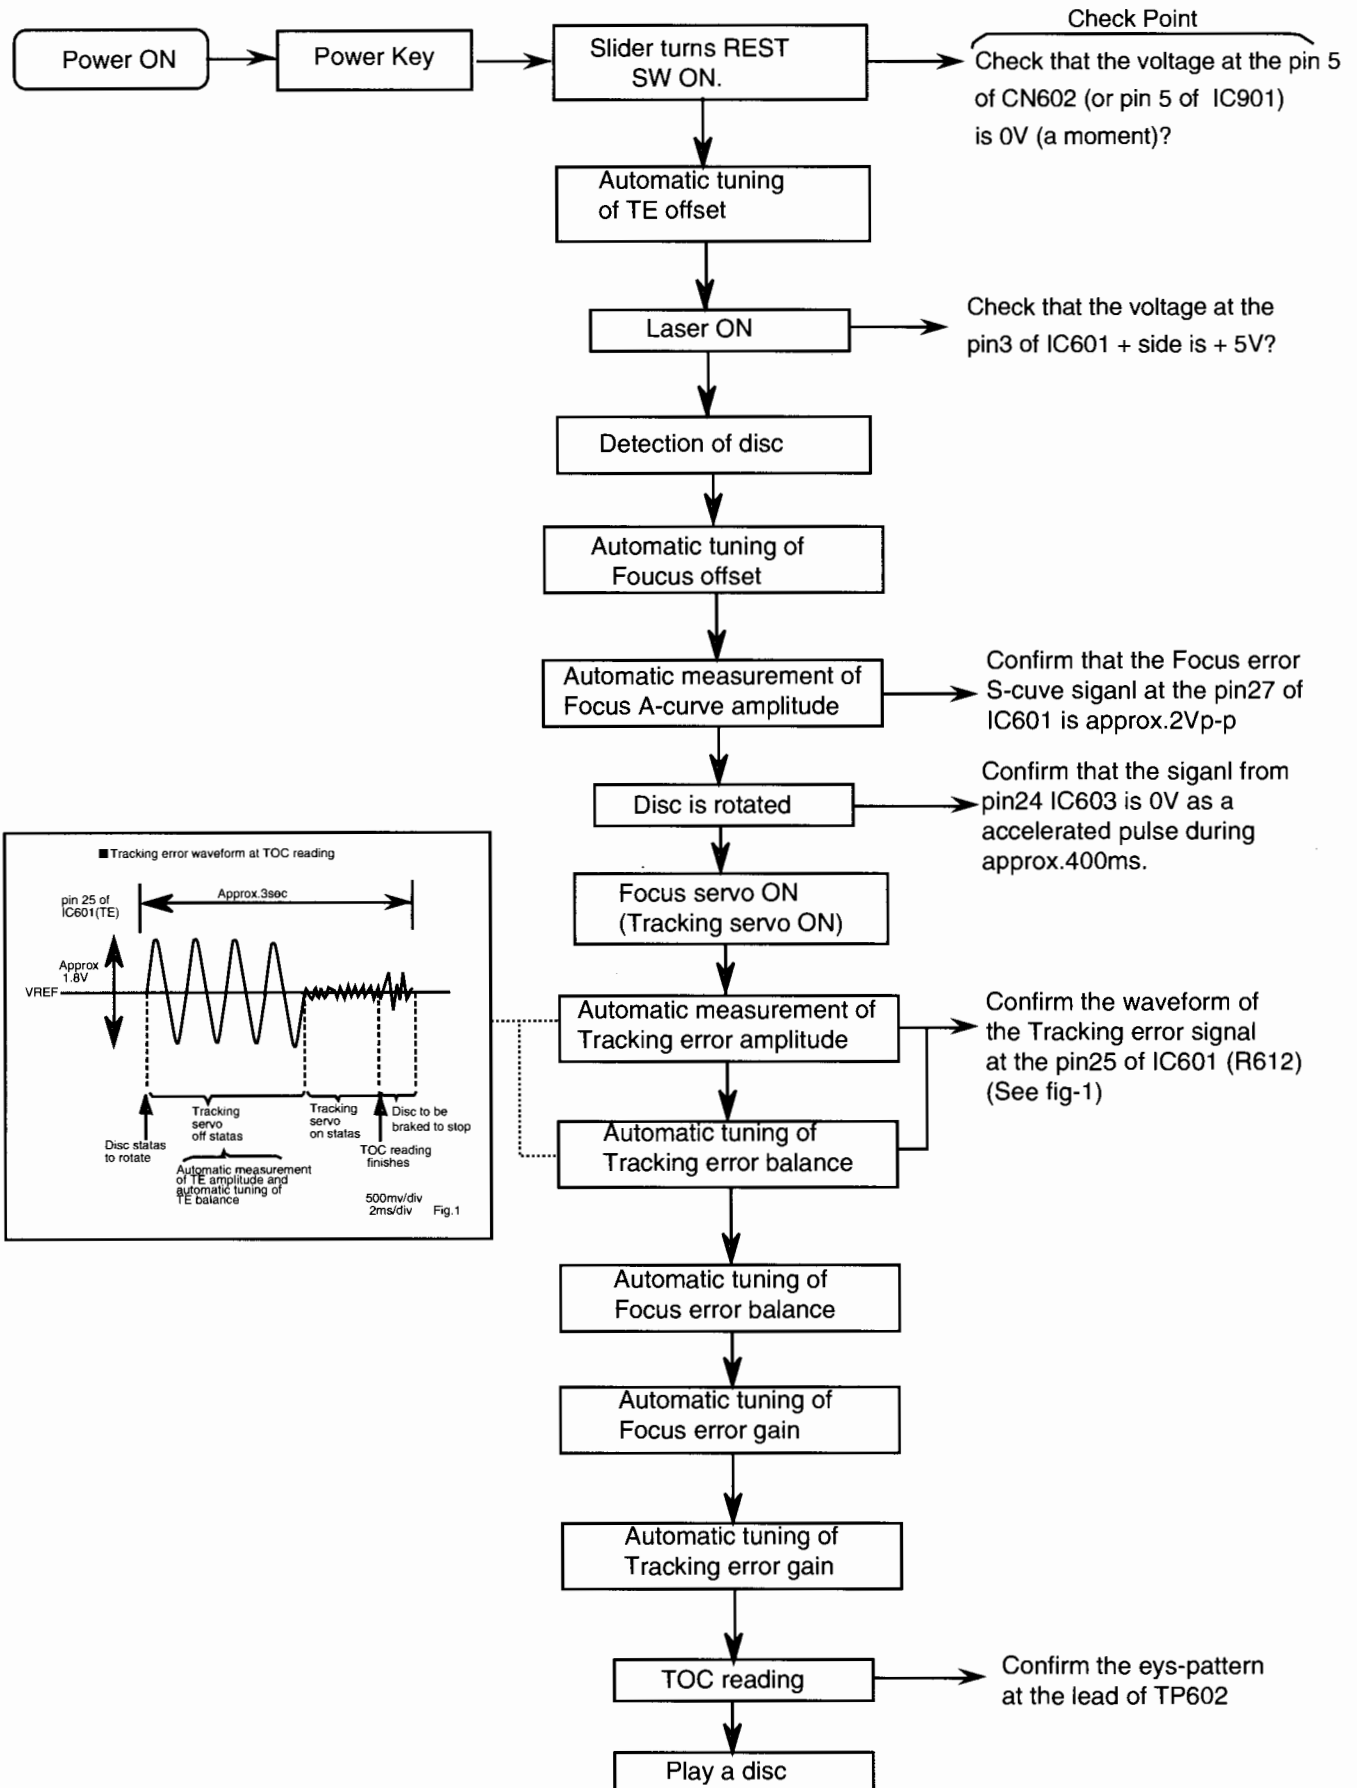 Check Point
Power ON
Power Key
Slider turns REST
SW ON.
Check that the voltage at the pin 5
of CN602 (or pin 5 of IC901)
is 0V (a moment)?
Automatic tuning
of TE offset
Laser ON
Check that the voltage at the
pin3 of IC601 + side is + 5V?
Detection of disc
Automatic tuning of
Foucus offset
Automatic measurement of
Focus A-curve amplitude
Confirm that the Focus error
S-cuve siganl at the pin27 of
IC601 is approx.2Vp-p
Disc is rotated
Confirm that the siganl from
pin24 IC603 is 0V as a
accelerated pulse during
approx.400ms.
Focus servo ON
(Tracking servo ON)
■ Tracking error waveform at TOC reading
pin 25 of
IC601(TE)
Approx.3sec
Approx
1.8V
VREF
Disc statas
to rotate
Tracking
servo
off statas
Tracking
servo
on statas
Disc to be
braked to stop
TOC reading
finishes
Automatic measurement
of TE amplitude and
automatic tuning of
TE balance
500mv/div
2ms/div
Fig.1
Automatic measurement of
Tracking error amplitude
Confirm the waveform of
the Tracking error signal
at the pin25 of IC601 (R612)
(See fig-1)
Automatic tuning of
Tracking error balance
Automatic tuning of
Focus error balance
Automatic tuning of
Focus error gain
Automatic tuning of
Tracking error gain
TOC reading
Confirm the eys-pattern
at the lead of TP602
Play a disc